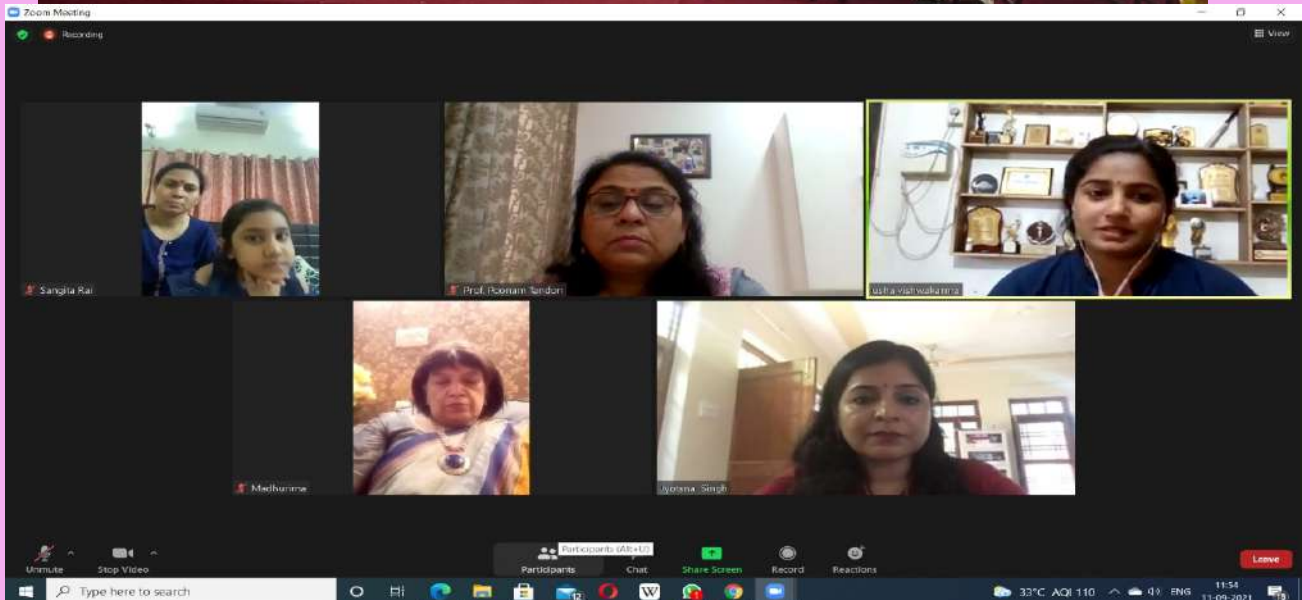 Zoom Meeting
Recording
View
Sangita Rai
Prof. Poonam Tandon
usha vishwakarma
Madhurima
Jyotsna Singh
Unmute
Stop Video
Participants (Alt+U)
Participants
Chat
Share Screen
Record
Reactions
Leave
Type here to search
12
W
33°C AQI 110
ENG
11:54
11-09-2021